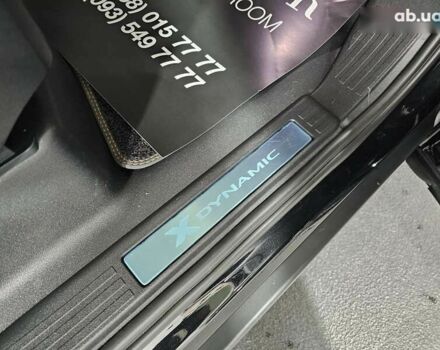 ab.ua
ROOM
8) 015 77 77
(093) 549 77 77
X DYNAMIC